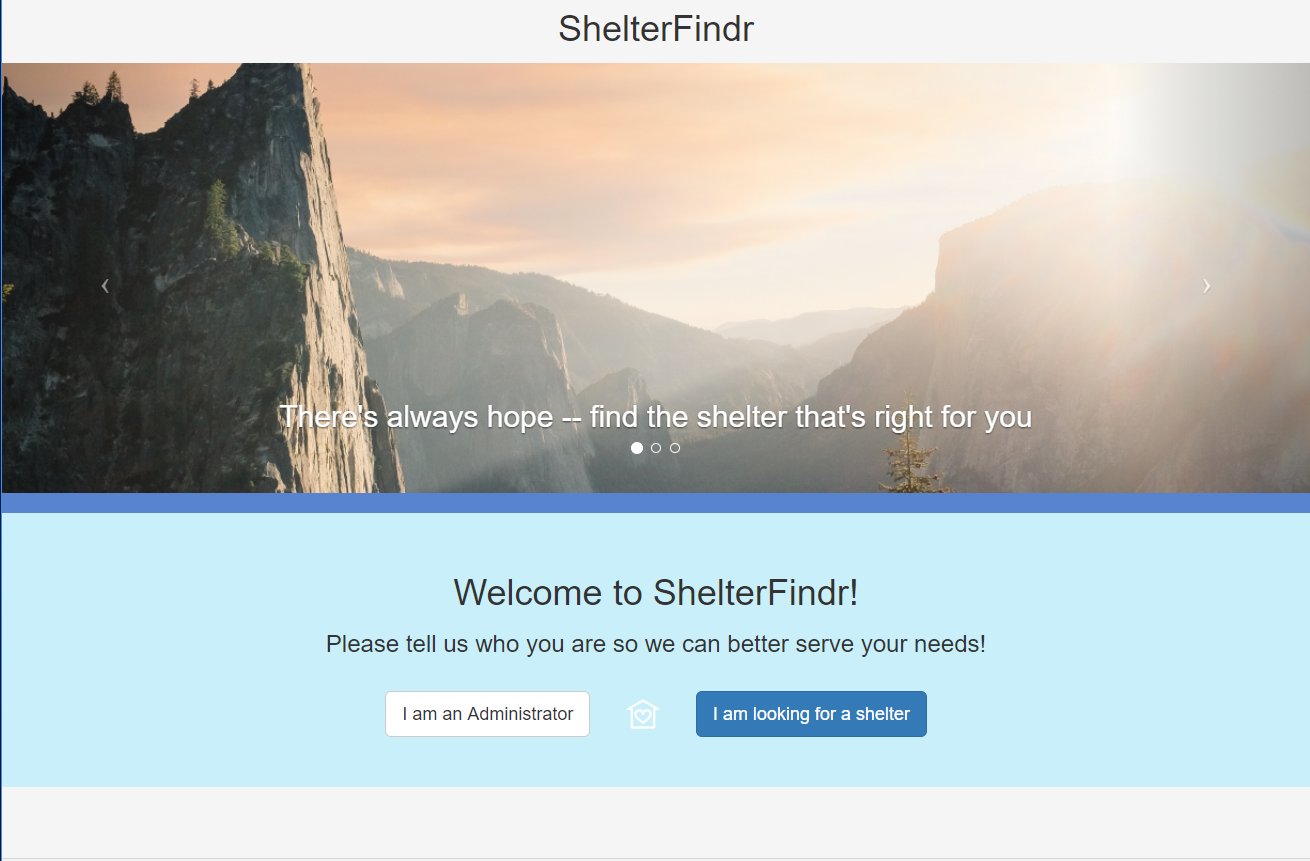 ShelterFindr
There's always hope -- find the shelter that's right for you
Welcome to ShelterFindr!
Please tell us who you are so we can better serve your needs!
I am an Administrator
I am looking for a shelter